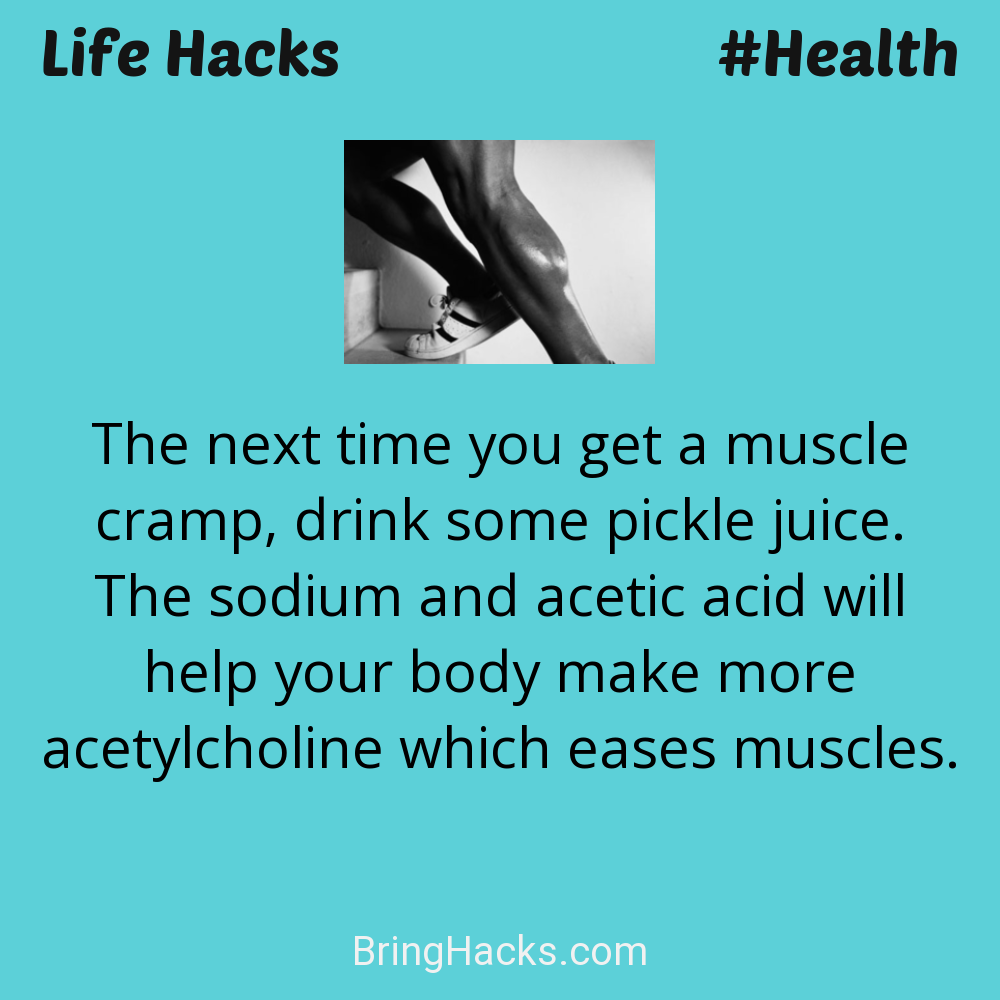 Life Hacks #Health
The next time you get a muscle
cramp, drink some pickle juice.
The sodium and acetic acid will
help your body make more
acetylcholine which eases muscles.
BringHacks.com